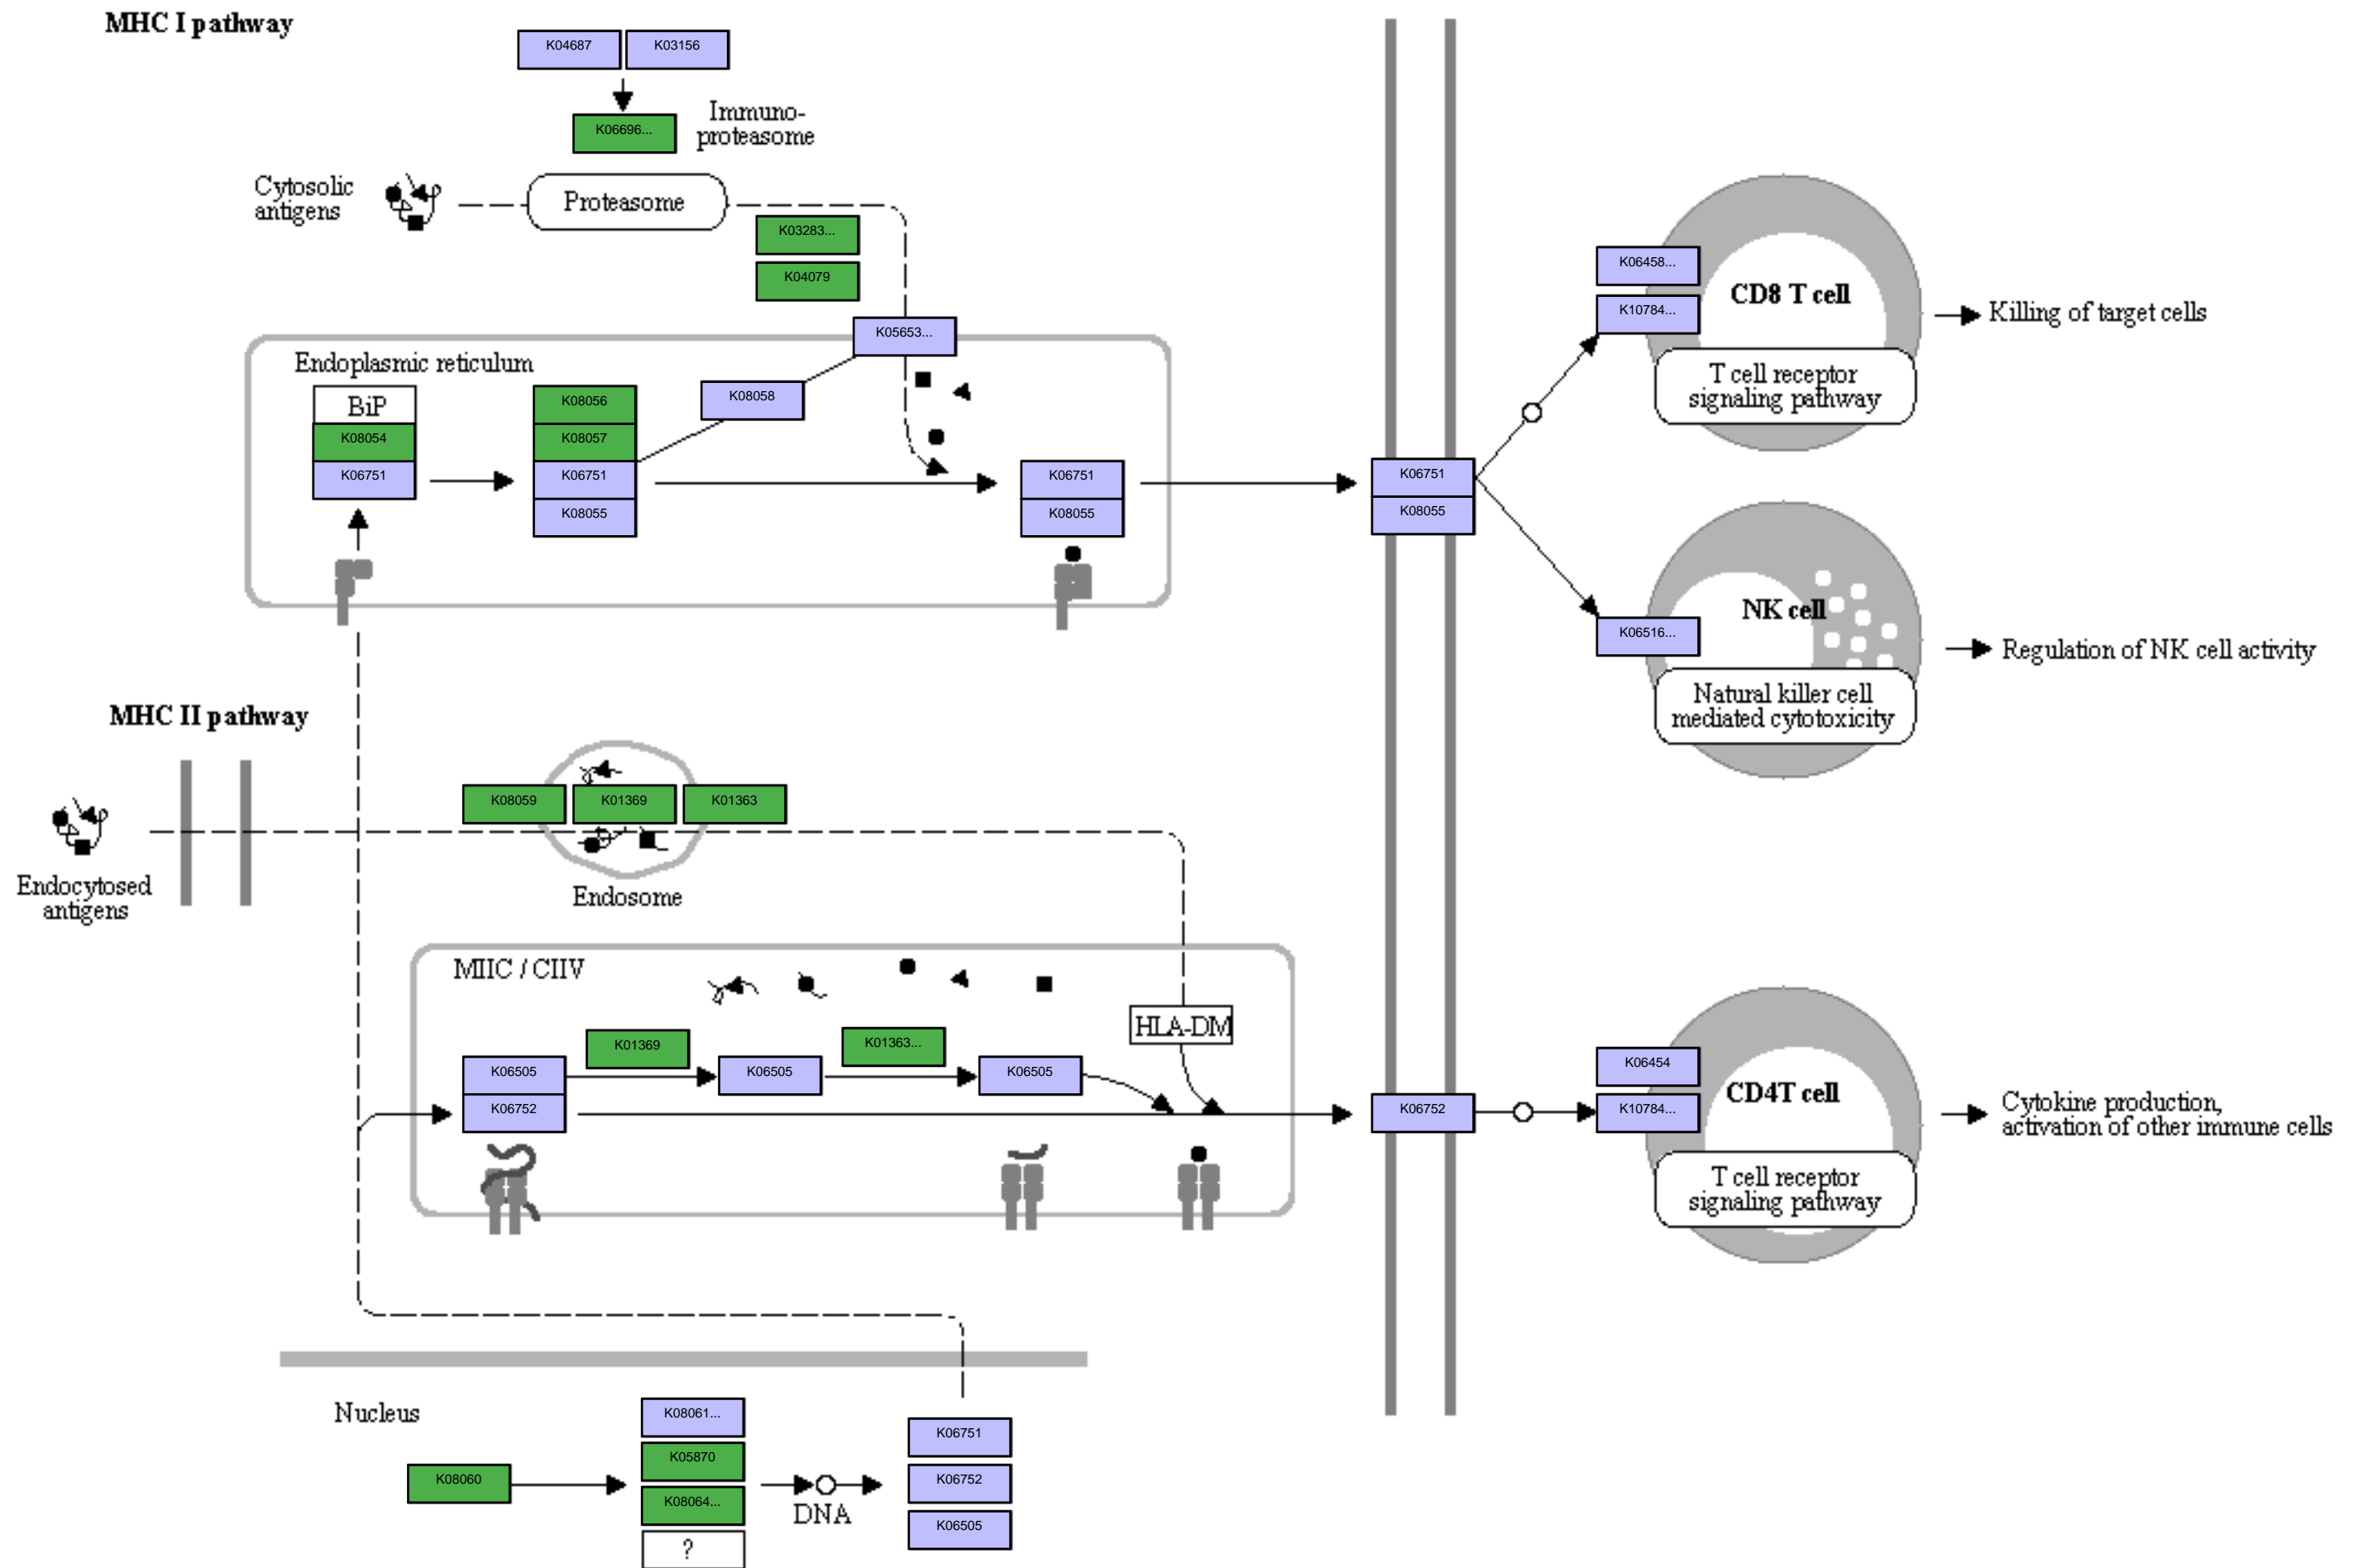 MHC I pathway
K04687
K03156
K06696...
Immuno-
proteasome
Cytosolic
antigens
Proteasome
K03283...
K04079
K05653...
Endoplasmic reticulum
BiP
K08054
K06751
K08056
K08057
K06751
K08055
K08058
K06751
K08055
K06751
K08055
K06458...
K10784...
CD8 T cell
T cell receptor
signaling pathway
Killing of target cells
K06516...
NK cell
Natural killer cell
mediated cytotoxicity
Regulation of NK cell activity
MHC II pathway
Endocytosed
antigens
K08059
K01369
K01363
Endosome
MIIC / CIIV
HLA-DM
K01369
K01363...
K06505
K06752
K06505
K06505
K06752
K06454
K10784...
CD4T cell
T cell receptor
signaling pathway
Cytokine production,
activation of other immune cells
Nucleus
K08060
K08061...
K05870
K08064...
?
DNA
K06751
K06752
K06505